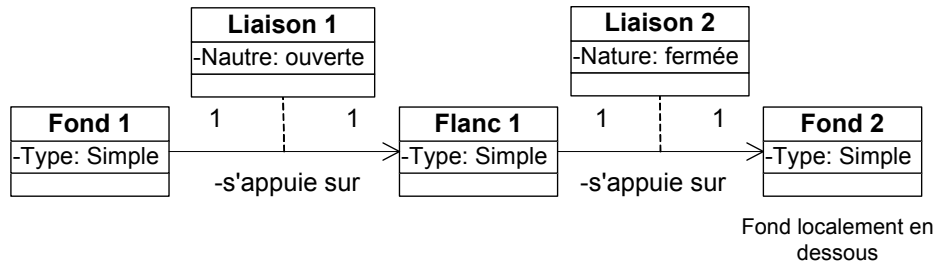 Liaison 1
-Nautre: ouverte
Liaison 2
-Nature: fermée
Fond 1
-Type: Simple
1
1
-s'appuie sur
Flanc 1
-Type: Simple
1
1
-s'appuie sur
Fond 2
-Type: Simple
Fond localement en
dessous